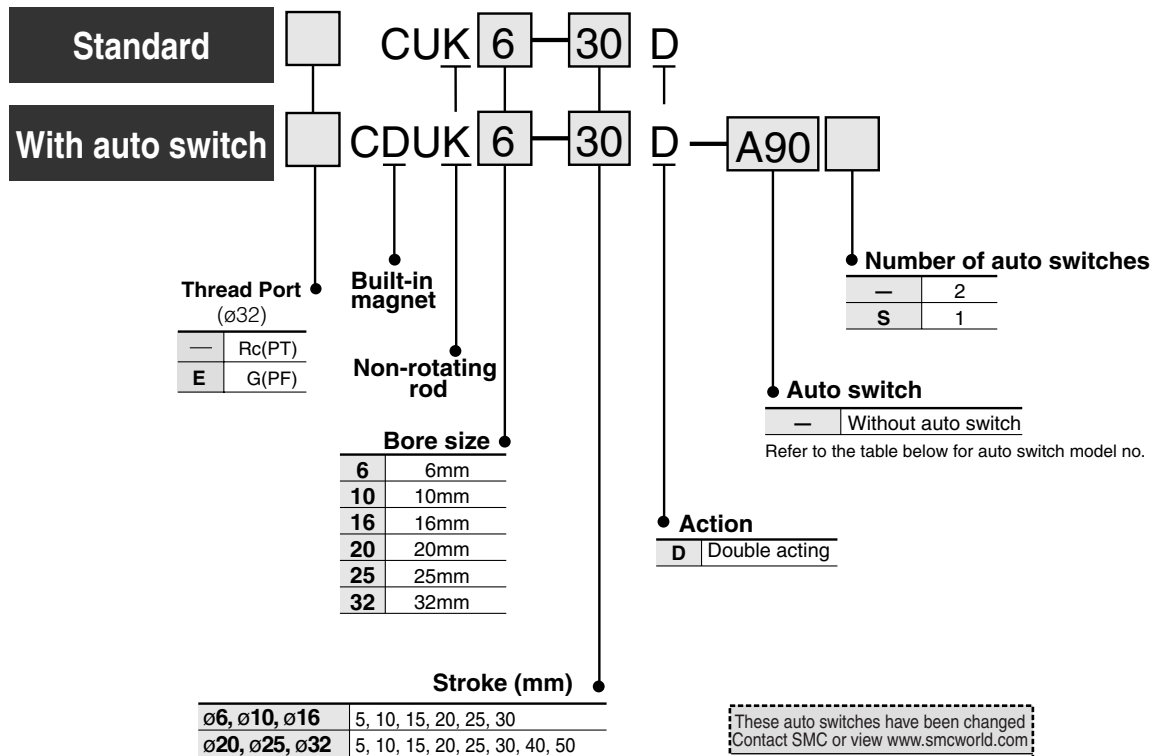 Standard CUK 6 — 30 D
With auto switch CDUK 6 — 30 D — A90
Thread Port
(ø32)
— Rc(PT)
E G(PF)
Built-in
magnet
Non-rotating
rod
Bore size
6 6mm
10 10mm
16 16mm
20 20mm
25 25mm
32 32mm
Stroke (mm)
ø6, ø10, ø16 5, 10, 15, 20, 25, 30
ø20, ø25, ø32 5, 10, 15, 20, 25, 30, 40, 50
Number of auto switches
— 2
S 1
Auto switch
— Without auto switch
Refer to the table below for auto switch model no.
Action
D Double acting
These auto switches have been changed
Contact SMC or view www.smcworld.com